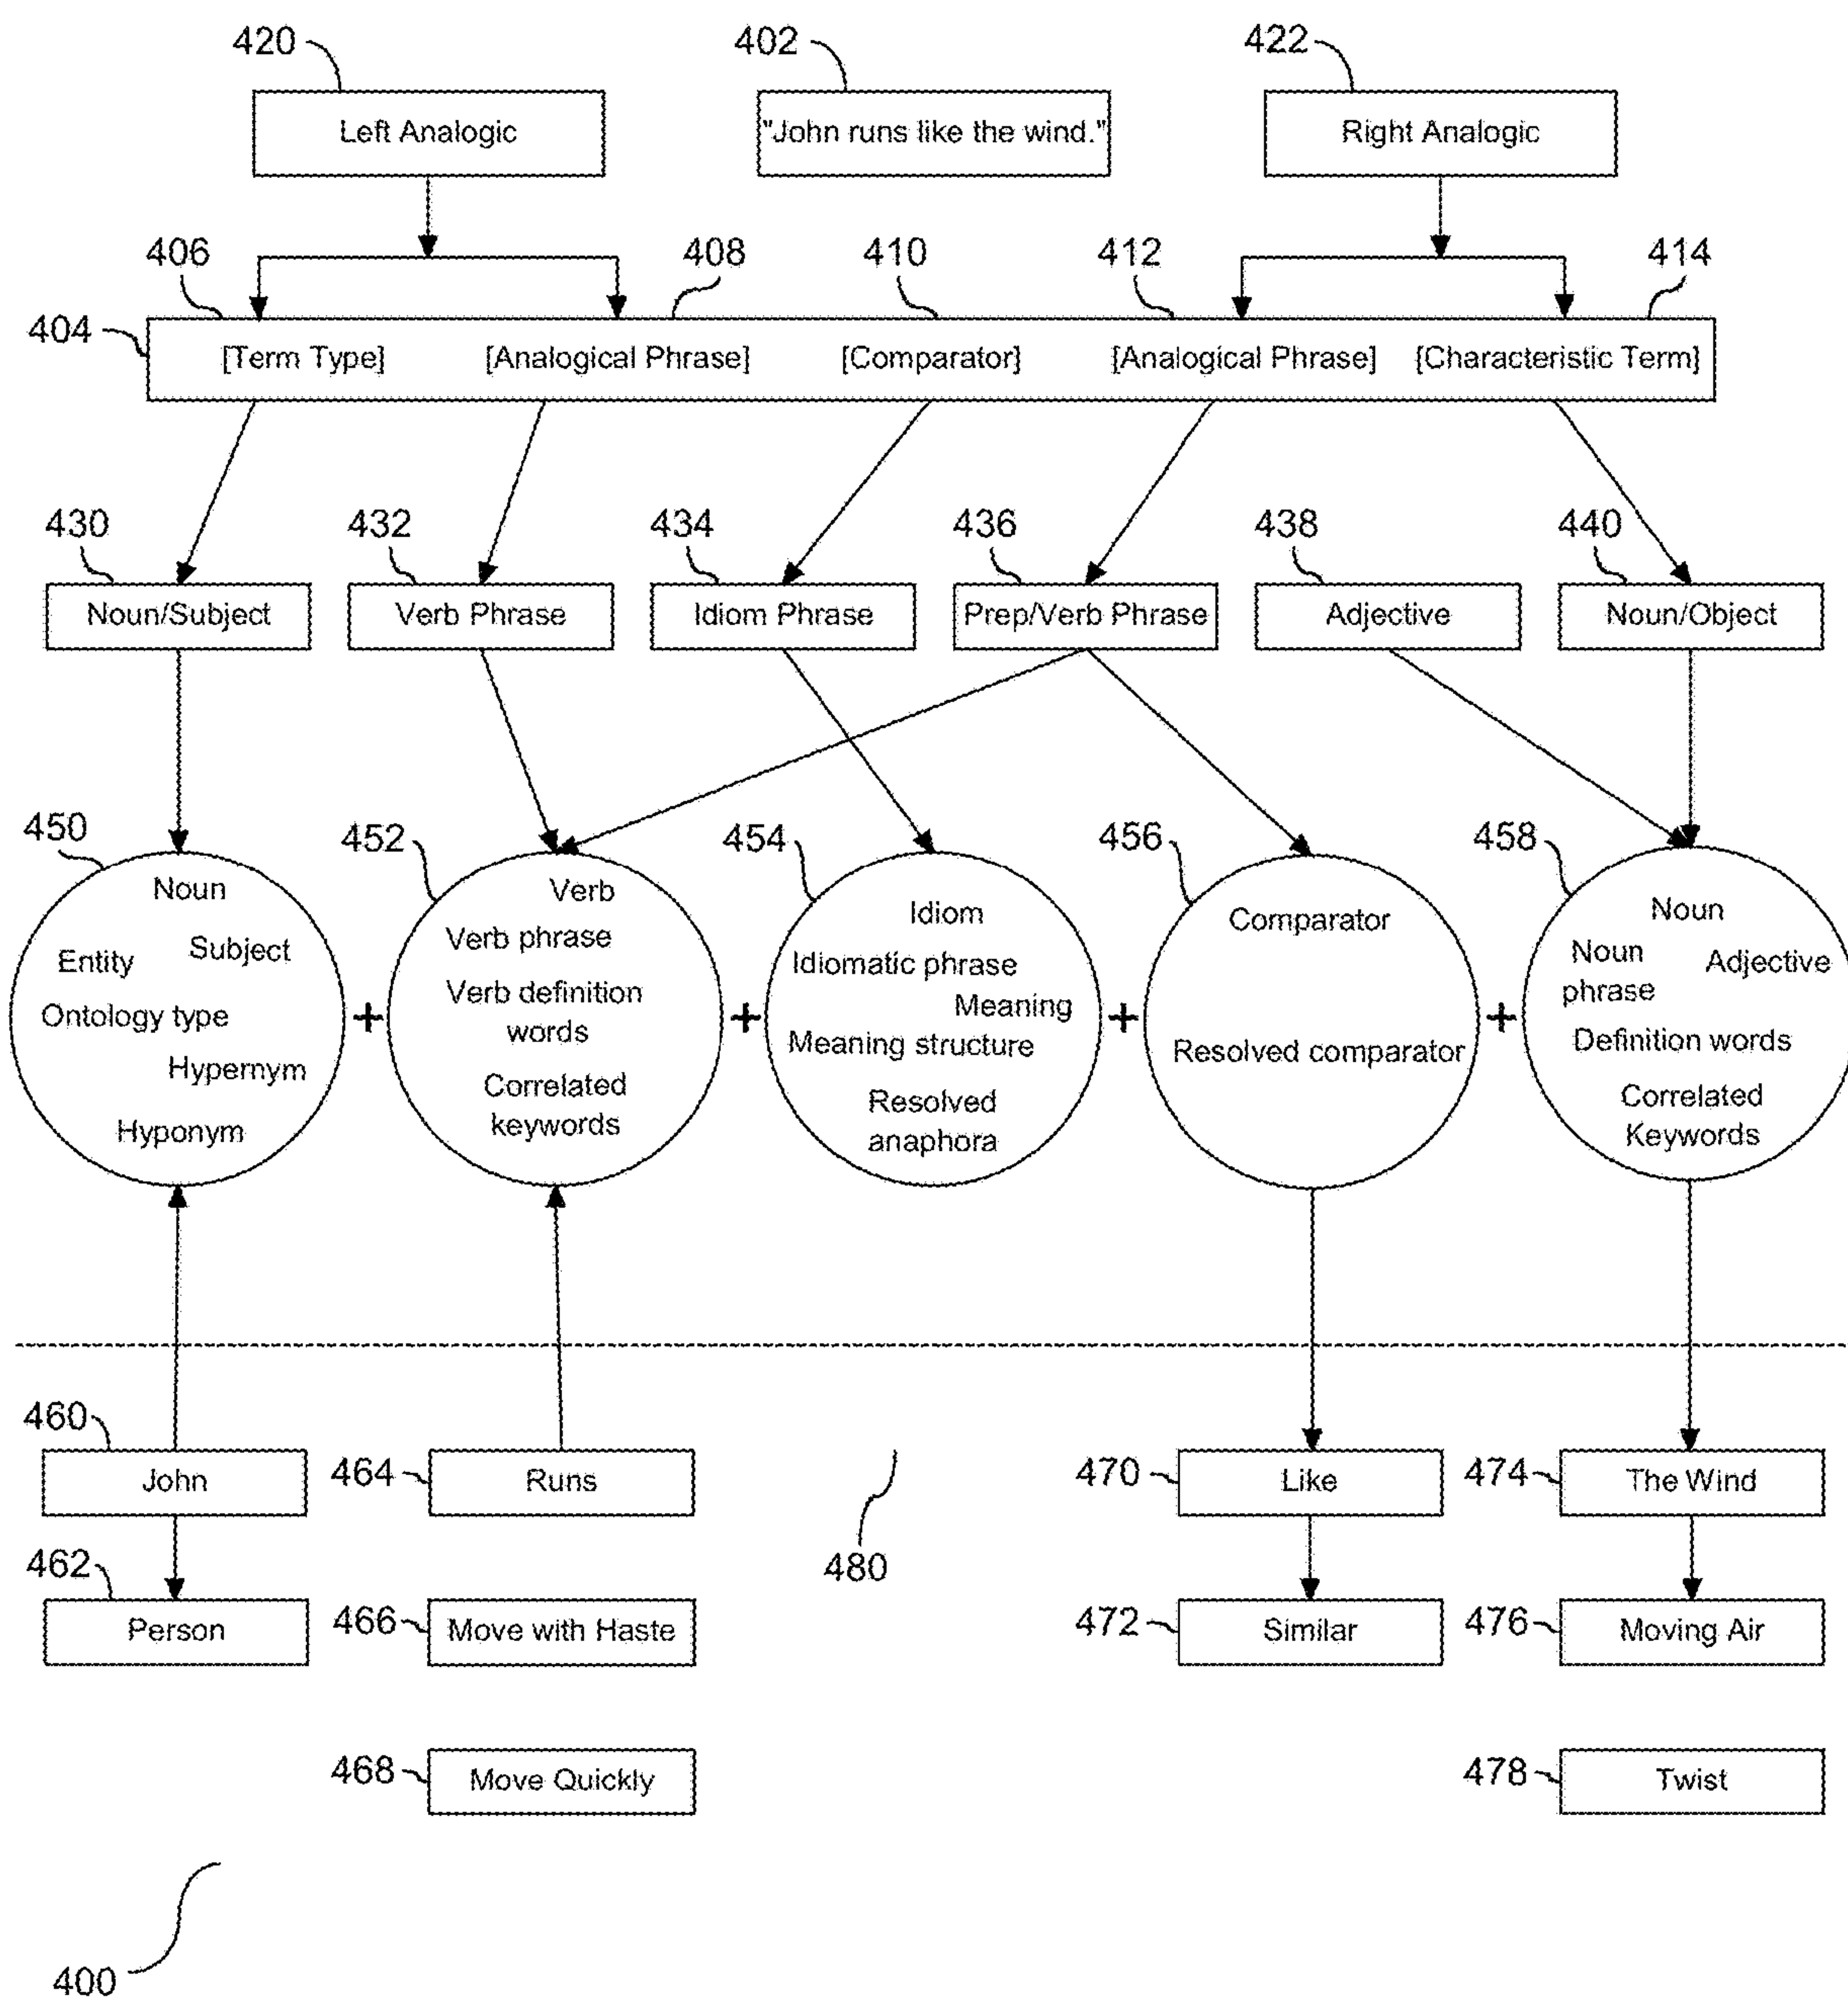 420
402
422
Left Analogic
"John runs like the wind."
Right Analogic
406
408
410
412
414
404
[Term Type]
[Analogical Phrase]
[Comparator]
[Analogical Phrase]
[Characteristic Term]
430
432
434
436
438
440
Noun/Subject
Verb Phrase
Idiom Phrase
Prep/Verb Phrase
Adjective
Noun/Object
450
Noun
Entity
Subject
Ontology type
Hypernym
Hyponym
+
452
Verb
Verb phrase
Verb definition
words
Correlated
keywords
+
454
Idiom
Idiomatic phrase
Meaning
Meaning structure
Resolved
anaphora
+
456
Comparator
Resolved comparator
+
458
Noun
Noun
phrase
Adjective
Definition words
Correlated
Keywords
460
John
464
Runs
480
470
Like
474
The Wind
462
Person
466
Move with Haste
472
Similar
476
Moving Air
468
Move Quickly
478
Twist
400